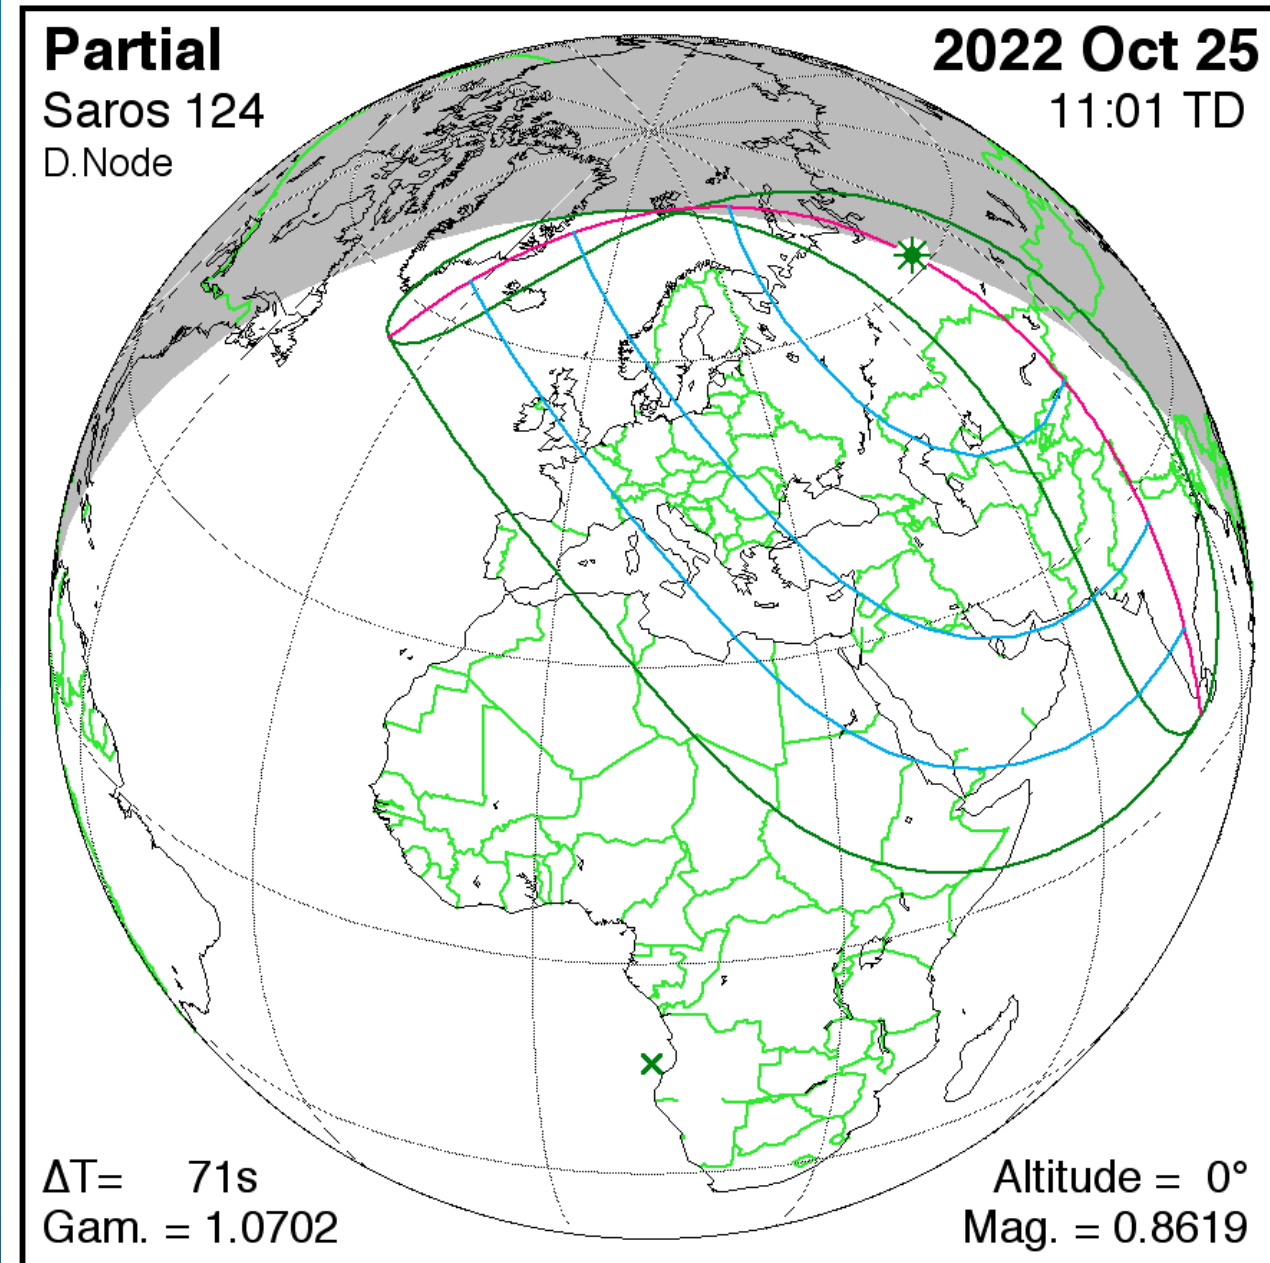 Partial
Saros 124
D.Node
2022 Oct 25
11:01 TD
ΔT= 71s
Gam. = 1.0702
Altitude = 0°
Mag. = 0.8619